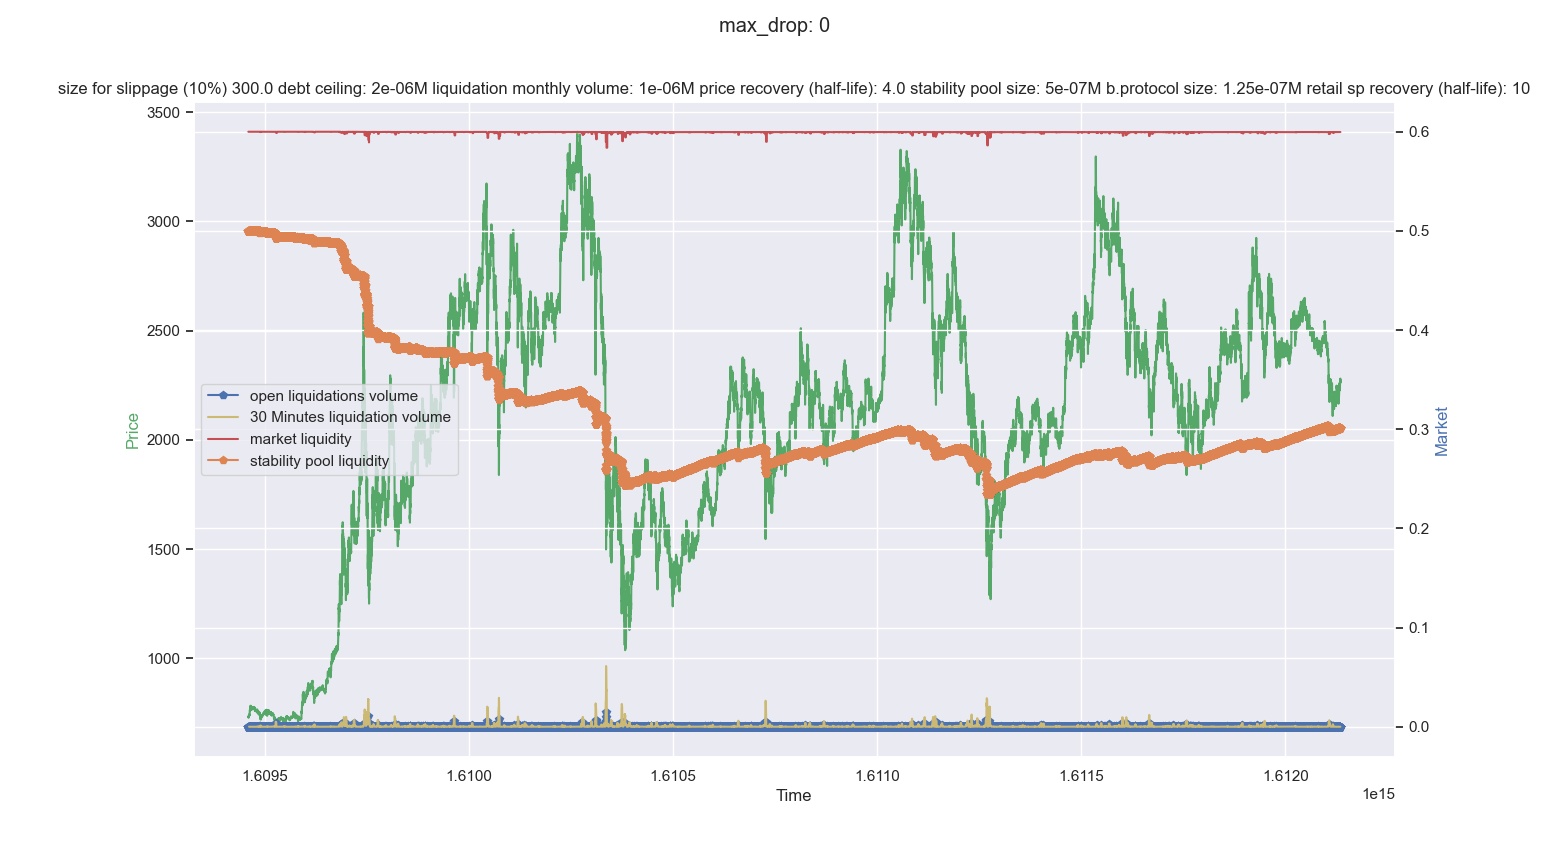 max_drop: 0
size for slippage (10%) 300.0 debt ceiling: 2e-06M liquidation monthly volume: 1e-06M price recovery (half-life): 4.0 stability pool size: 5e-07M b.protocol size: 1.25e-07M retail sp recovery (half-life): 10
3500
3000
2500
2000
1500
1000
Price
open liquidations volume
30 Minutes liquidation volume
market liquidity
stability pool liquidity
0.6
0.5
0.4
0.3
0.2
0.1
0.0
Market
1.6095 1.6100 1.6105 1.6110 1.6115 1.6120
Time
1e15